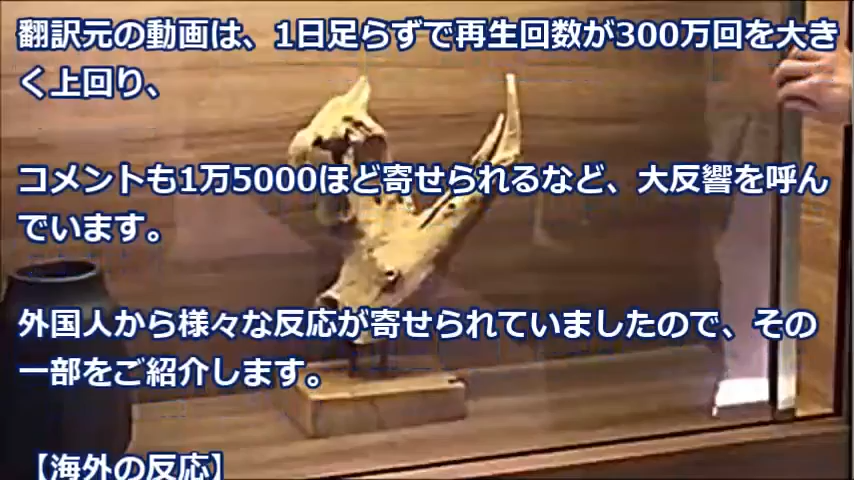 翻訳元の動画は、1日足らずで再生回数が300万回を大き
く上回り、
コメントも1万5000ほど寄せられるなど、大反響を呼ん
でいます。
外国人から様々な反応が寄せられていましたので、その
一部をご紹介します。
【海外の反応】